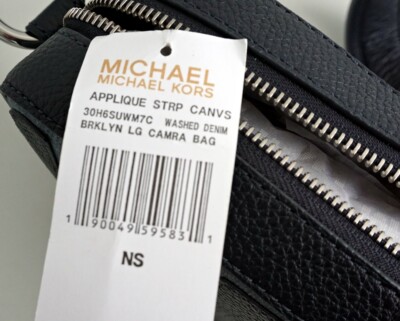 MICHAEL
MICHAEL KORS
APPLIQUE STRP CANVS
30H6SUWM7C WASHED DENIM
BRKLYN LG CAMRA BAG
1 90049 59583 1
NS